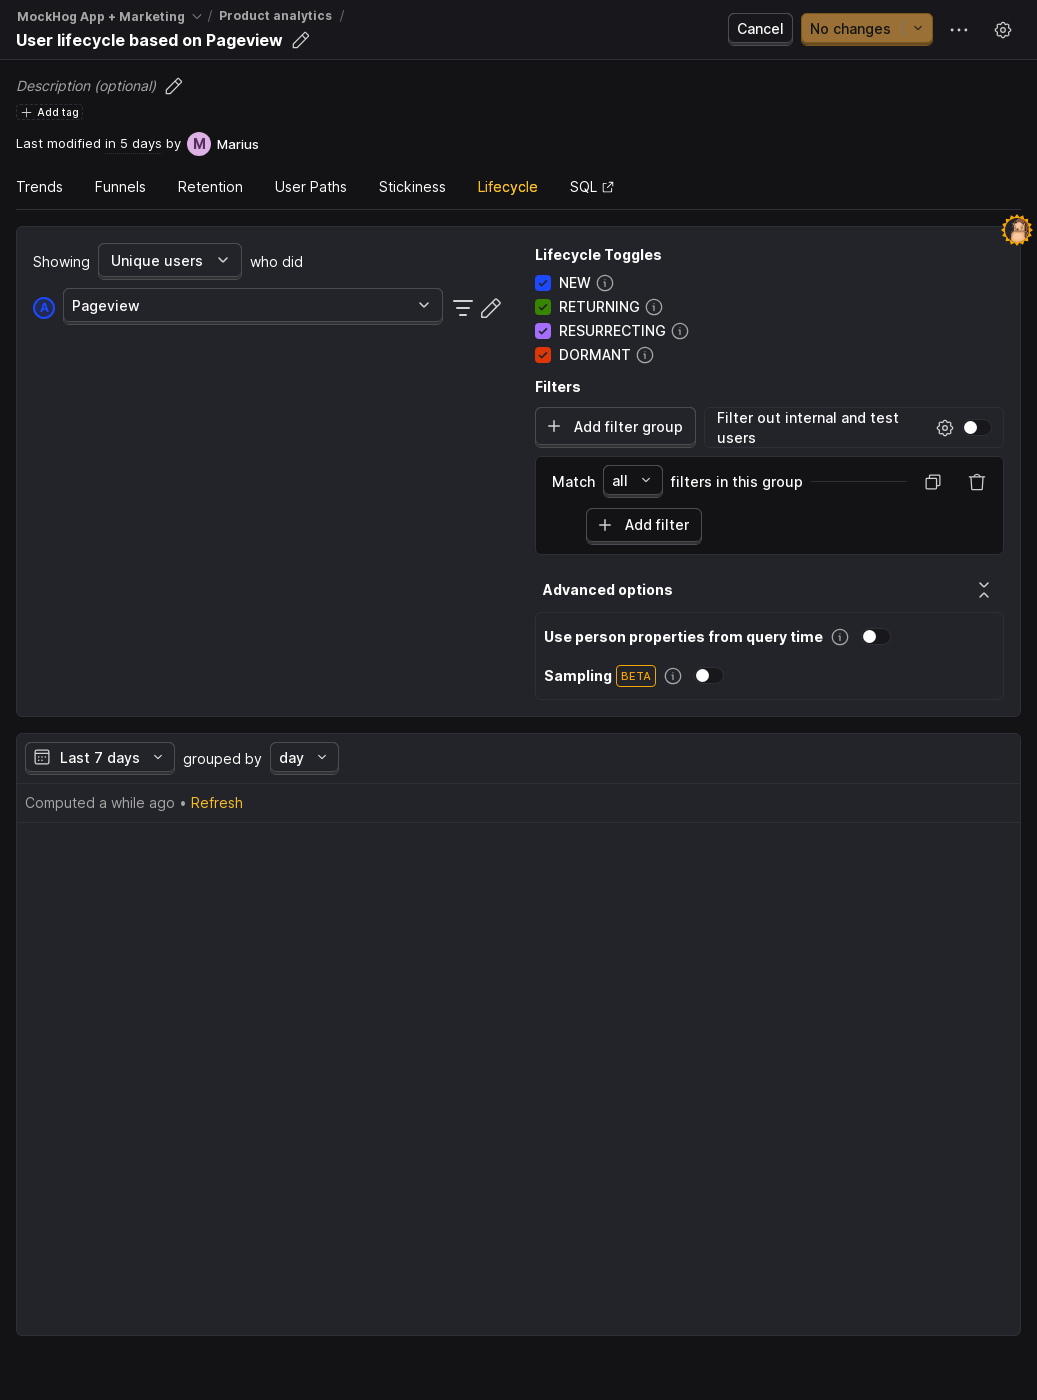 MockHog App + Marketing / Product analytics /
User lifecycle based on Pageview
Cancel
No changes
Description (optional)
Add tag
Last modified in 5 days by M Marius
Trends Funnels Retention User Paths Stickiness Lifecycle SQL
Showing Unique users who did
A Pageview
Lifecycle Toggles
NEW
RETURNING
RESURRECTING
DORMANT
Filters
Add filter group
Filter out internal and test
users
Match all filters in this group
Add filter
Advanced options
Use person properties from query time
Sampling BETA
Last 7 days grouped by day
Computed a while ago • Refresh